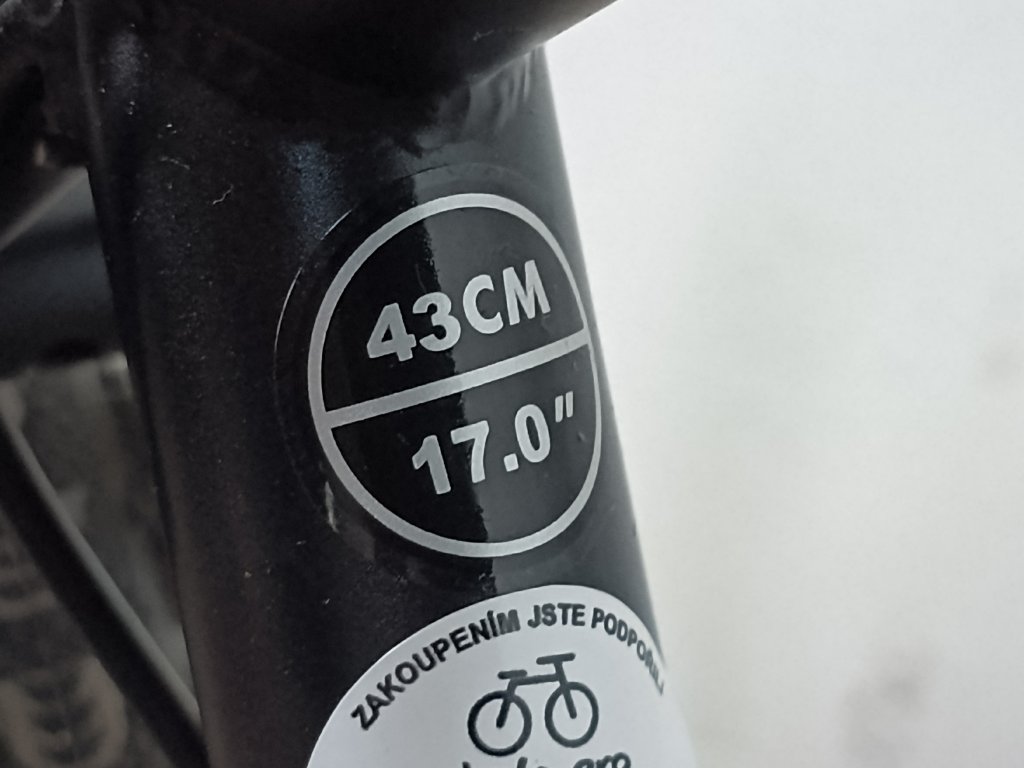 43CM
17.0"
ZAKOUPENÍM JSTE PODPOŘILI